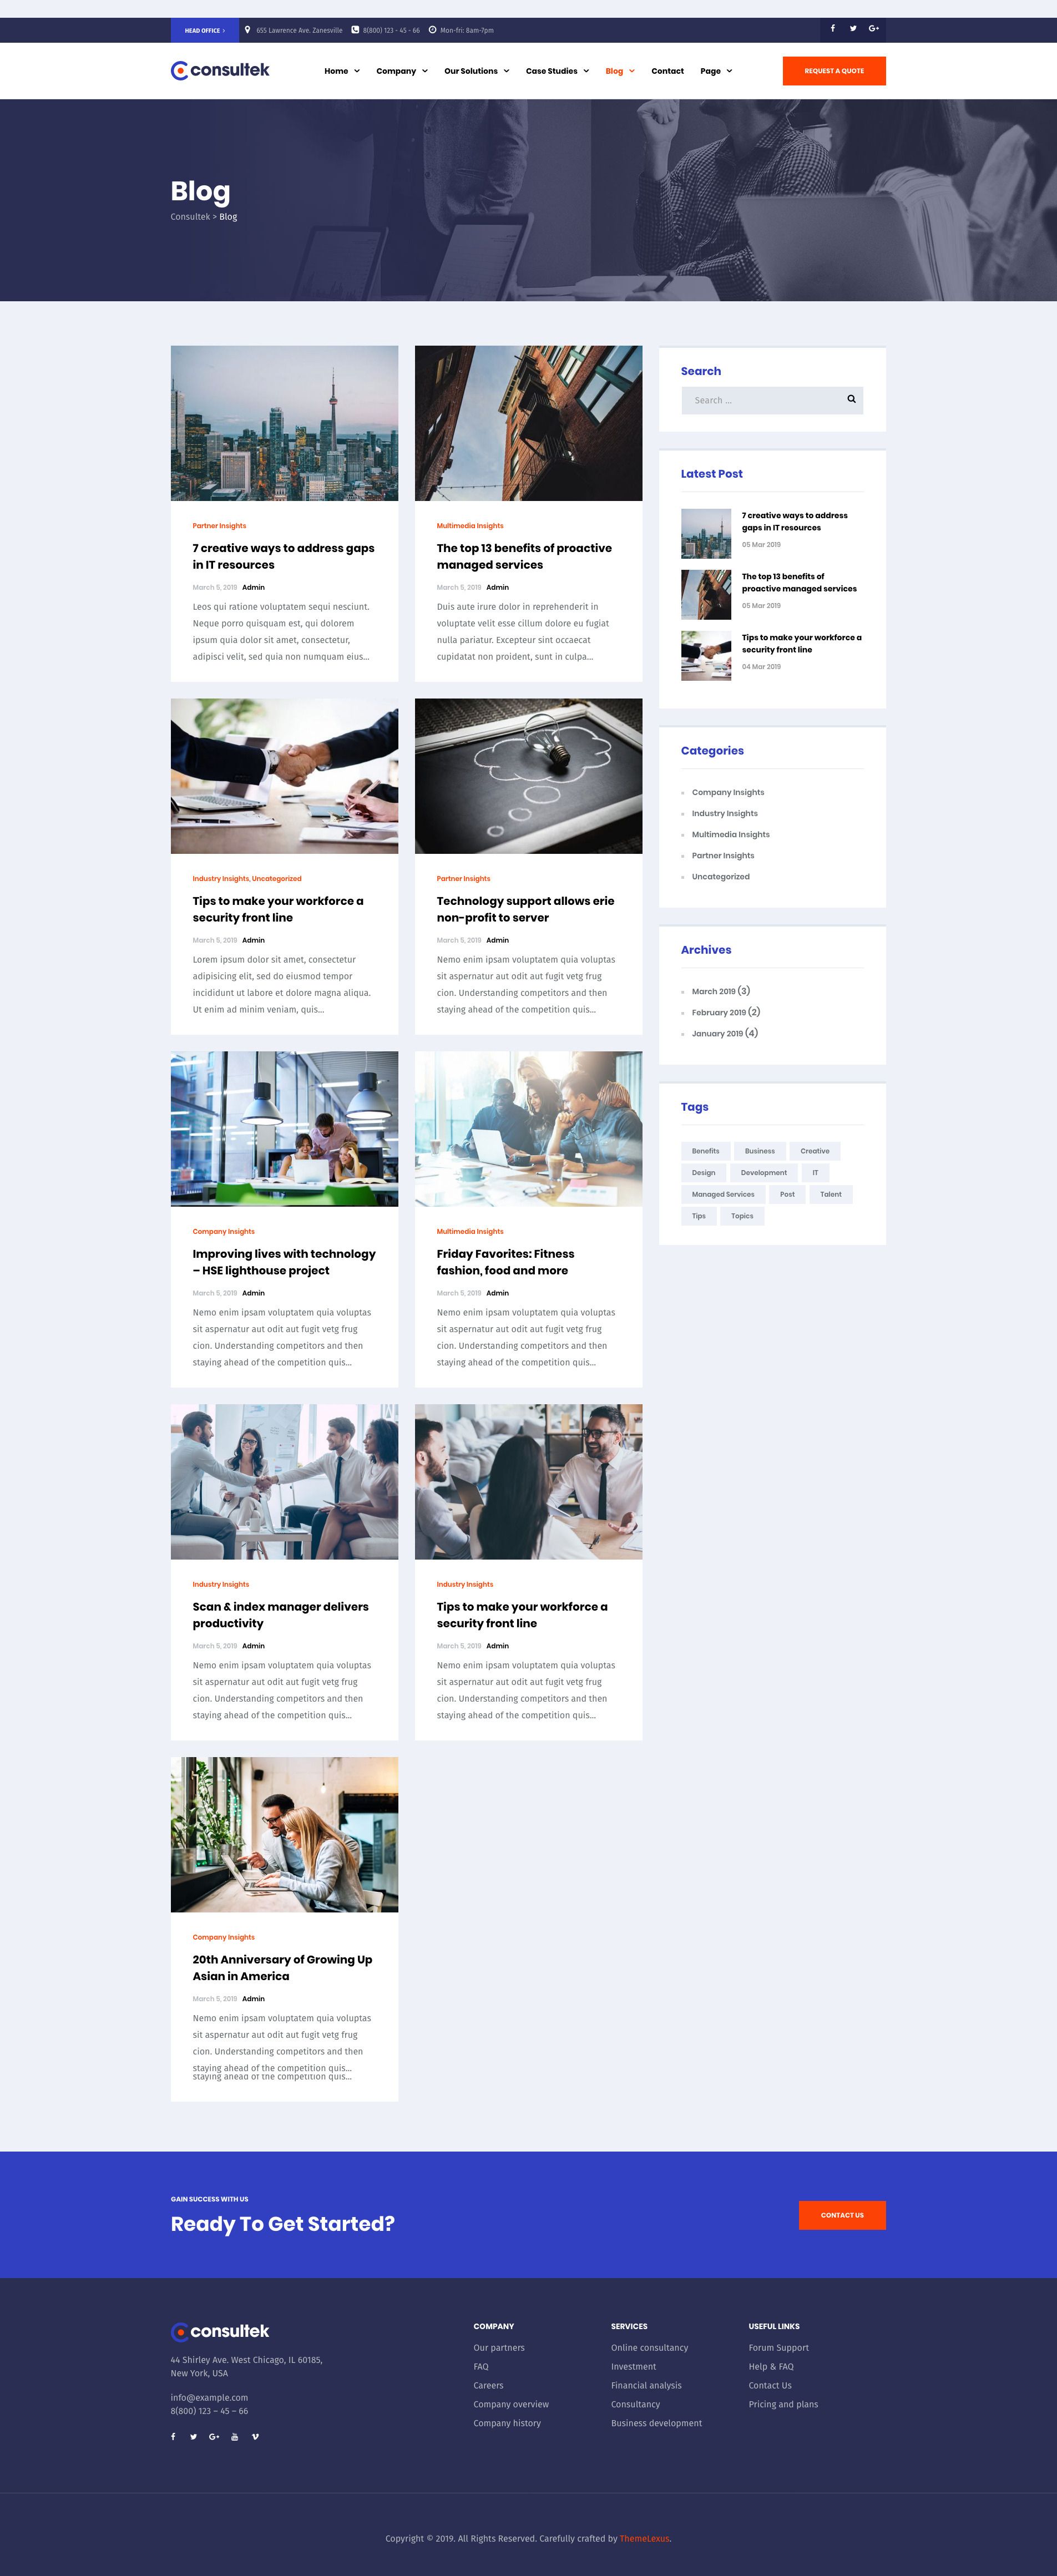 HEAD OFFICE ›
655 Lawrence Ave. Zanesville
8(800) 123 - 45 - 66
Mon-fri: 8am-7pm
consultek
Home
Company
Our Solutions
Case Studies
Blog
Contact
Page
REQUEST A QUOTE
Blog
Consultek > Blog
Partner Insights
7 creative ways to address gaps
in IT resources
March 5, 2019 Admin
Leos qui ratione voluptatem sequi nesciunt.
Neque porro quisquam est, qui dolorem
ipsum quia dolor sit amet, consectetur,
adipisci velit, sed quia non numquam eius...
Multimedia Insights
The top 13 benefits of proactive
managed services
March 5, 2019 Admin
Duis aute irure dolor in reprehenderit in
voluptate velit esse cillum dolore eu fugiat
nulla pariatur. Excepteur sint occaecat
cupidatat non proident, sunt in culpa...
Industry Insights, Uncategorized
Tips to make your workforce a
security front line
March 5, 2019 Admin
Lorem ipsum dolor sit amet, consectetur
adipisicing elit, sed do eiusmod tempor
incididunt ut labore et dolore magna aliqua.
Ut enim ad minim veniam, quis...
Partner Insights
Technology support allows erie
non-profit to server
March 5, 2019 Admin
Nemo enim ipsam voluptatem quia voluptas
sit aspernatur aut odit aut fugit vetg frug
cion. Understanding competitors and then
staying ahead of the competition quis...
Company Insights
Improving lives with technology
– HSE lighthouse project
March 5, 2019 Admin
Nemo enim ipsam voluptatem quia voluptas
sit aspernatur aut odit aut fugit vetg frug
cion. Understanding competitors and then
staying ahead of the competition quis...
Multimedia Insights
Friday Favorites: Fitness
fashion, food and more
March 5, 2019 Admin
Nemo enim ipsam voluptatem quia voluptas
sit aspernatur aut odit aut fugit vetg frug
cion. Understanding competitors and then
staying ahead of the competition quis...
Industry Insights
Scan & index manager delivers
productivity
March 5, 2019 Admin
Nemo enim ipsam voluptatem quia voluptas
sit aspernatur aut odit aut fugit vetg frug
cion. Understanding competitors and then
staying ahead of the competition quis...
Industry Insights
Tips to make your workforce a
security front line
March 5, 2019 Admin
Nemo enim ipsam voluptatem quia voluptas
sit aspernatur aut odit aut fugit vetg frug
cion. Understanding competitors and then
staying ahead of the competition quis...
Company Insights
20th Anniversary of Growing Up
Asian in America
March 5, 2019 Admin
Nemo enim ipsam voluptatem quia voluptas
sit aspernatur aut odit aut fugit vetg frug
cion. Understanding competitors and then
staying ahead of the competition quis...
staying ahead of the competition quis...
Search
Search ...
Latest Post
7 creative ways to address
gaps in IT resources
05 Mar 2019
The top 13 benefits of
proactive managed services
05 Mar 2019
Tips to make your workforce a
security front line
04 Mar 2019
Categories
Company Insights
Industry Insights
Multimedia Insights
Partner Insights
Uncategorized
Archives
March 2019 (3)
February 2019 (2)
January 2019 (4)
Tags
Benefits Business Creative
Design Development IT
Managed Services Post Talent
Tips Topics
GAIN SUCCESS WITH US
Ready To Get Started?
CONTACT US
consultek
44 Shirley Ave. West Chicago, IL 60185,
New York, USA
info@example.com
8(800) 123 – 45 – 66
COMPANY
Our partners
FAQ
Careers
Company overview
Company history
SERVICES
Online consultancy
Investment
Financial analysis
Consultancy
Business development
USEFUL LINKS
Forum Support
Help & FAQ
Contact Us
Pricing and plans
Copyright © 2019. All Rights Reserved. Carefully crafted by ThemeLexus.